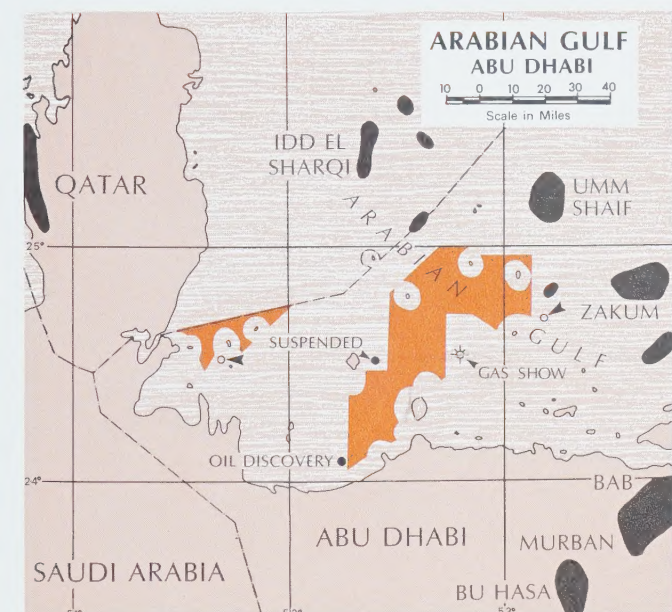 ARABIAN GULF
ABU DHABI
10 0 10 20 30 40
Scale in Miles
IDD EL
SHARQI
QATAR
UMM
SHAIF
ARABIAN
25°
ZAKUM
GULF
SUSPENDED
GAS SHOW
OIL DISCOVERY
24°
BAB
ABU DHABI
MURBAN
SAUDI ARABIA
BU HASA